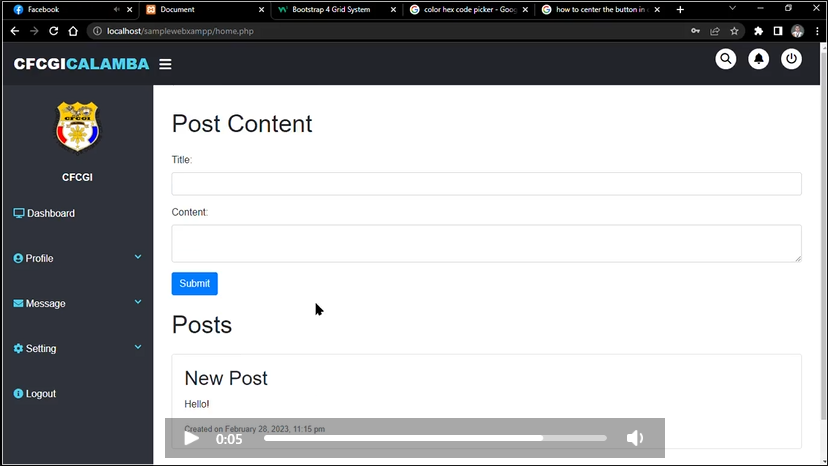 Facebook
Document
Bootstrap 4 Grid System
color hex code picker - Goo
how to center the button in c
localhost/samplewebxampp/home.php
CFCGICALAMBA
CFCGI
CFCGI
Dashboard
Profile
Message
Setting
Logout
Post Content
Title:
Content:
Submit
Posts
New Post
Hello!
Created on February 28, 2023, 11:15 pm
0:05